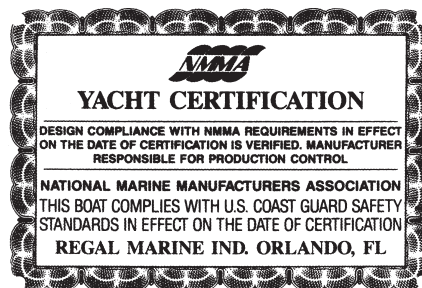 NMMA
YACHT CERTIFICATION
DESIGN COMPLIANCE WITH NMMA REQUIREMENTS IN EFFECT
ON THE DATE OF CERTIFICATION IS VERIFIED. MANUFACTURER
RESPONSIBLE FOR PRODUCTION CONTROL
NATIONAL MARINE MANUFACTURERS ASSOCIATION
THIS BOAT COMPLIES WITH U.S. COAST GUARD SAFETY
STANDARDS IN EFFECT ON THE DATE OF CERTIFICATION
REGAL MARINE IND. ORLANDO, FL